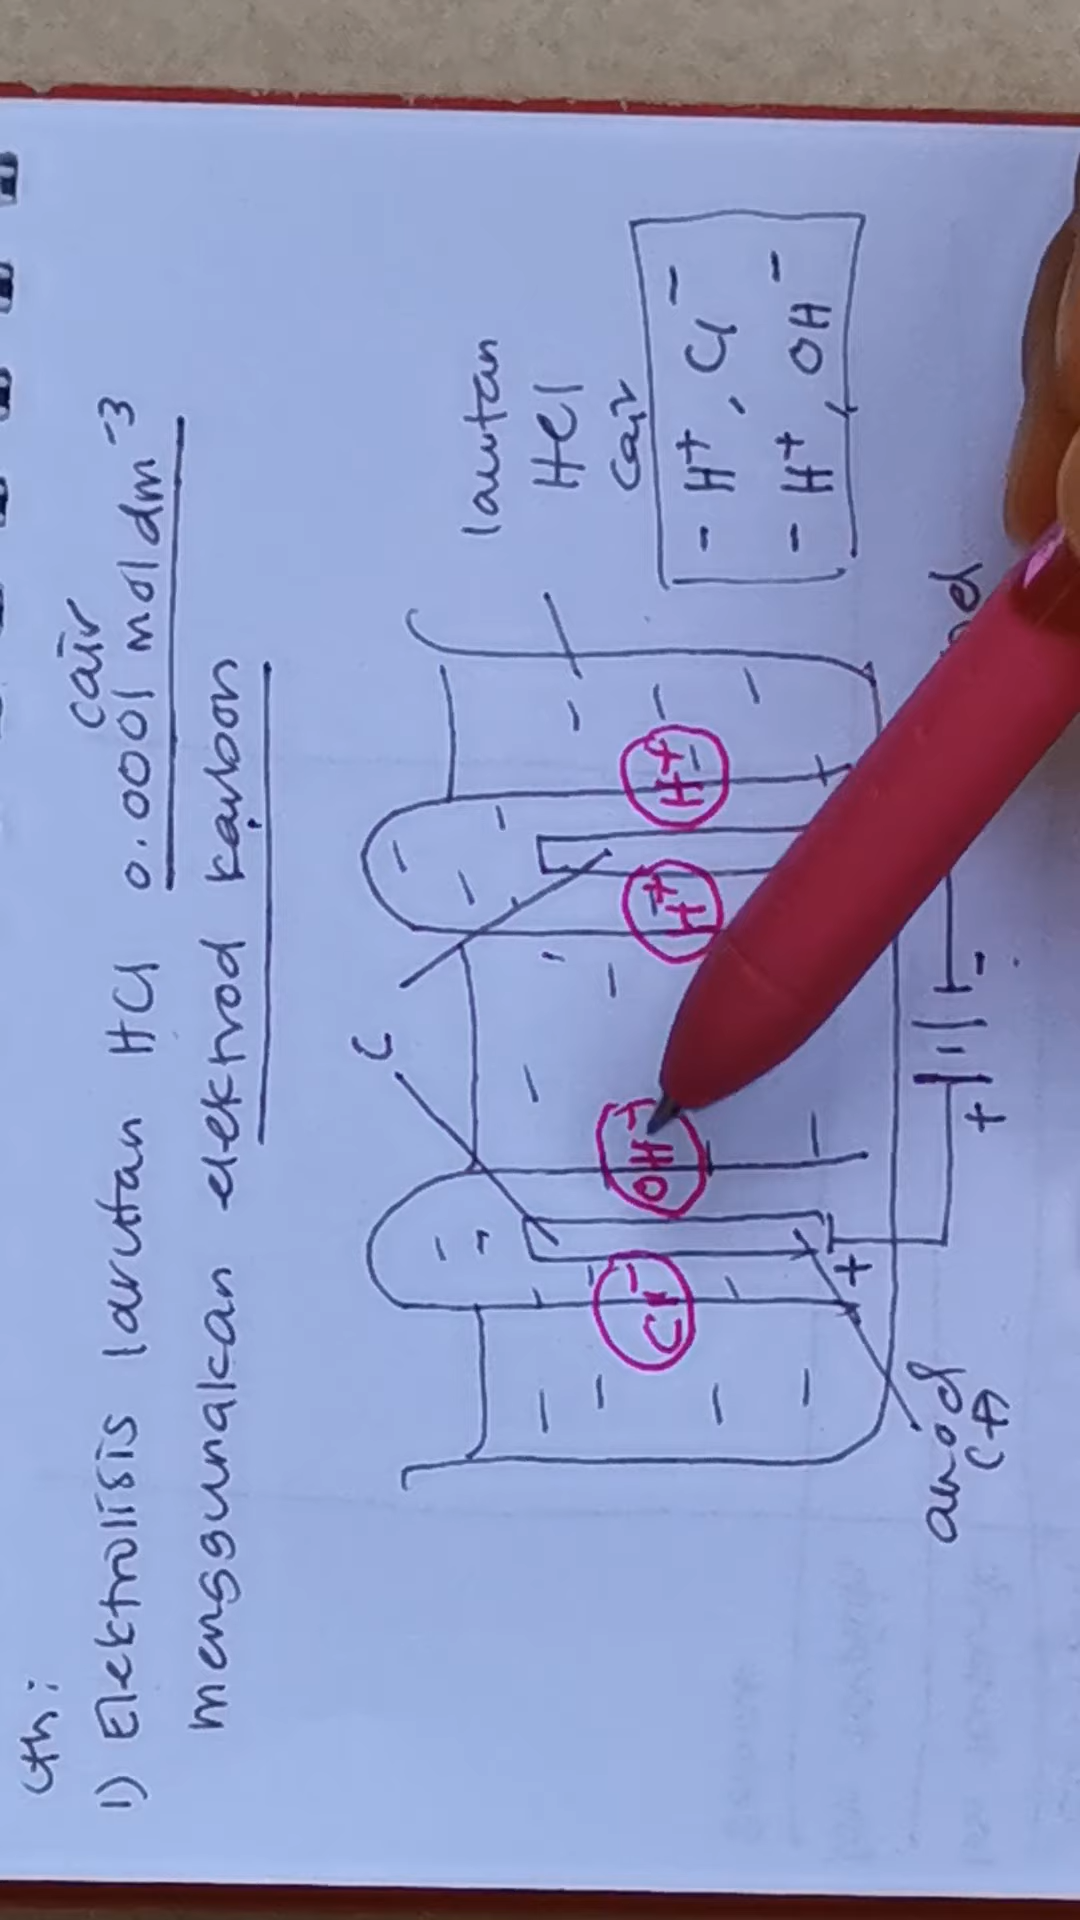 Cth:
1) Elektrolisis larutan HCl cair 0.0001 mol dm⁻³
menggunakan elektrod karbon
C
larutan
HCl
cair
- H⁺, Cl⁻
- H⁺, OH⁻
Cl⁻
OH⁻
H⁺
H⁺
+
+
-
anod
(+)